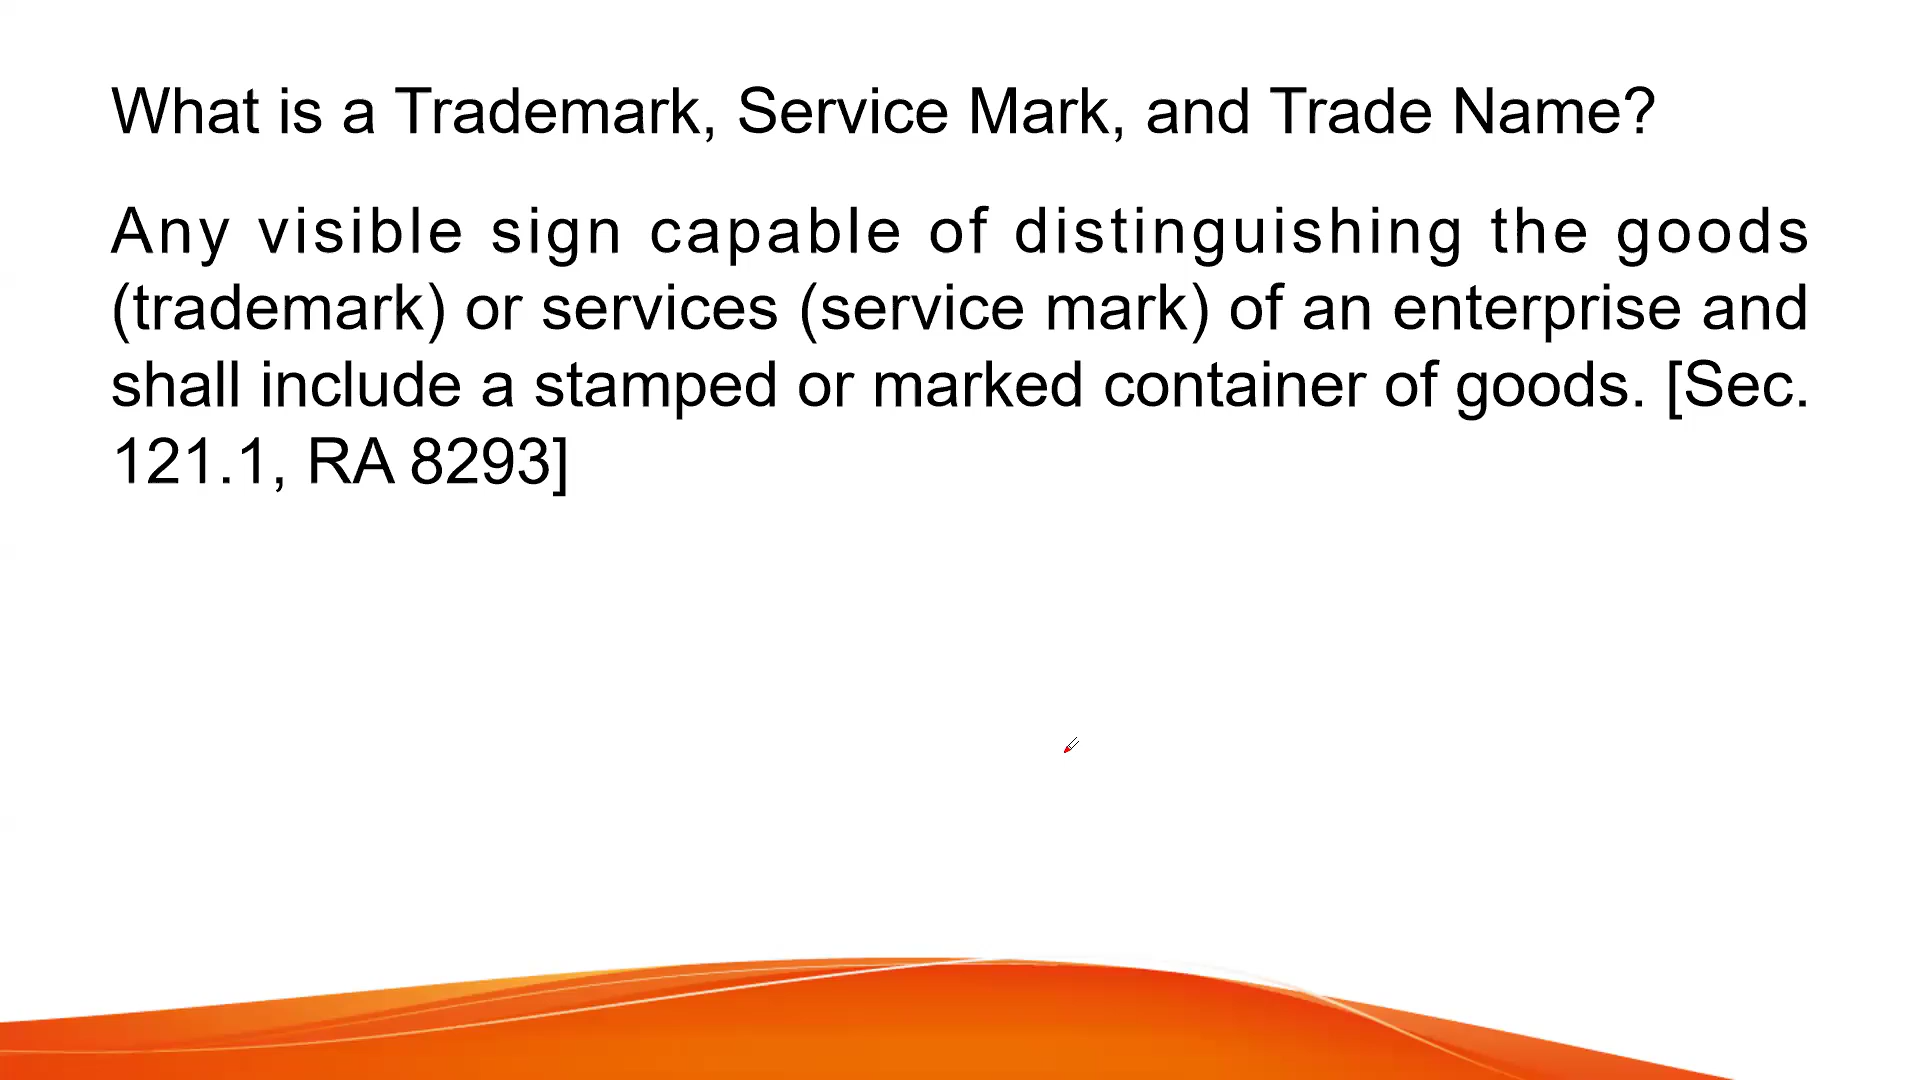 What is a Trademark, Service Mark, and Trade Name?
Any visible sign capable of distinguishing the goods
(trademark) or services (service mark) of an enterprise and
shall include a stamped or marked container of goods. [Sec.
121.1, RA 8293]